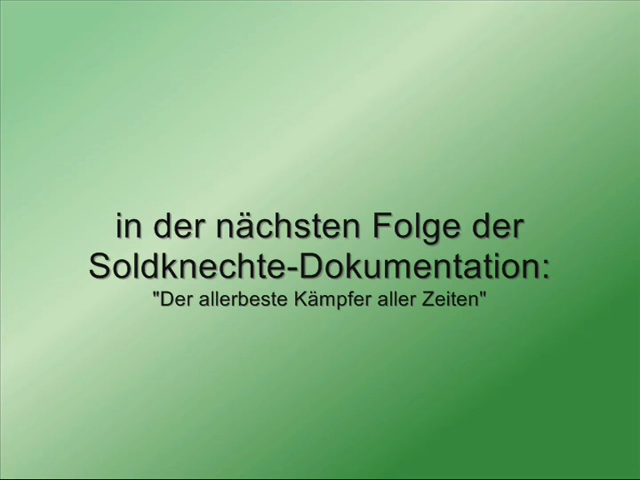 in der nächsten Folge der
Soldknechte-Dokumentation:
"Der allerbeste Kämpfer aller Zeiten"